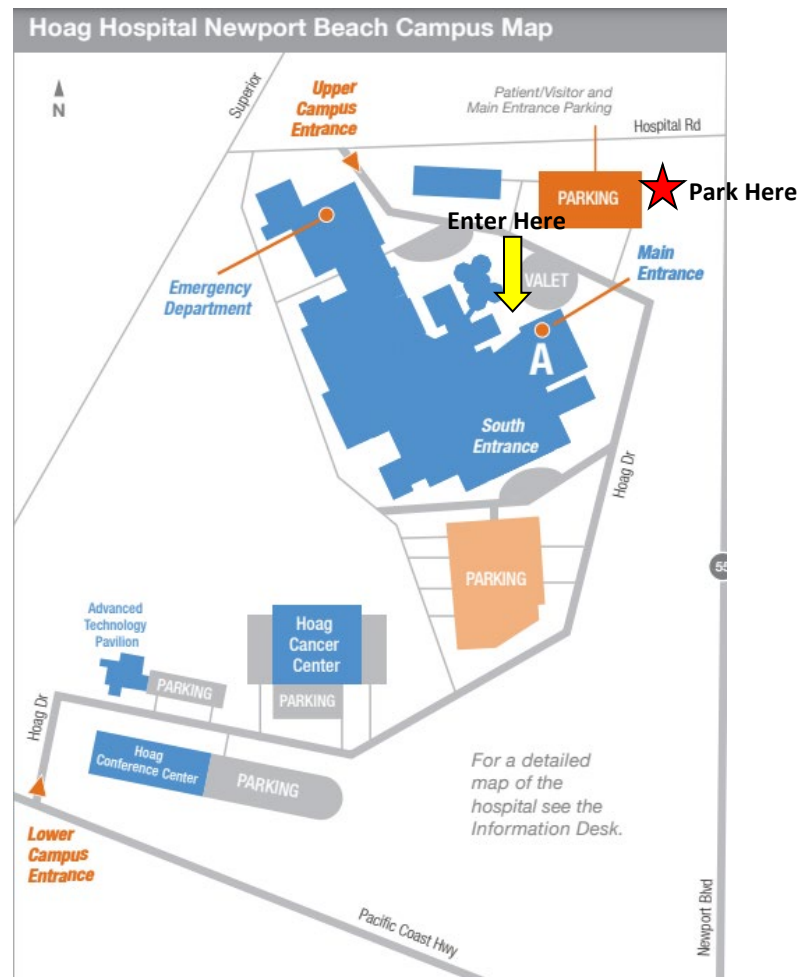 Hoag Hospital Newport Beach Campus Map
N
Superior
Upper
Campus
Entrance
Patient/Visitor and
Main Entrance Parking
Hospital Rd
PARKING
Park Here
Enter Here
Emergency
Department
VALET
Main
Entrance
A
South
Entrance
Hoag Dr
55
PARKING
Advanced
Technology
Pavilion
PARKING
Hoag
Cancer
Center
PARKING
Hoag Dr
Hoag
Conference Center
PARKING
For a detailed
map of the
hospital see the
Information Desk.
Lower
Campus
Entrance
Pacific Coast Hwy
Newport Blvd